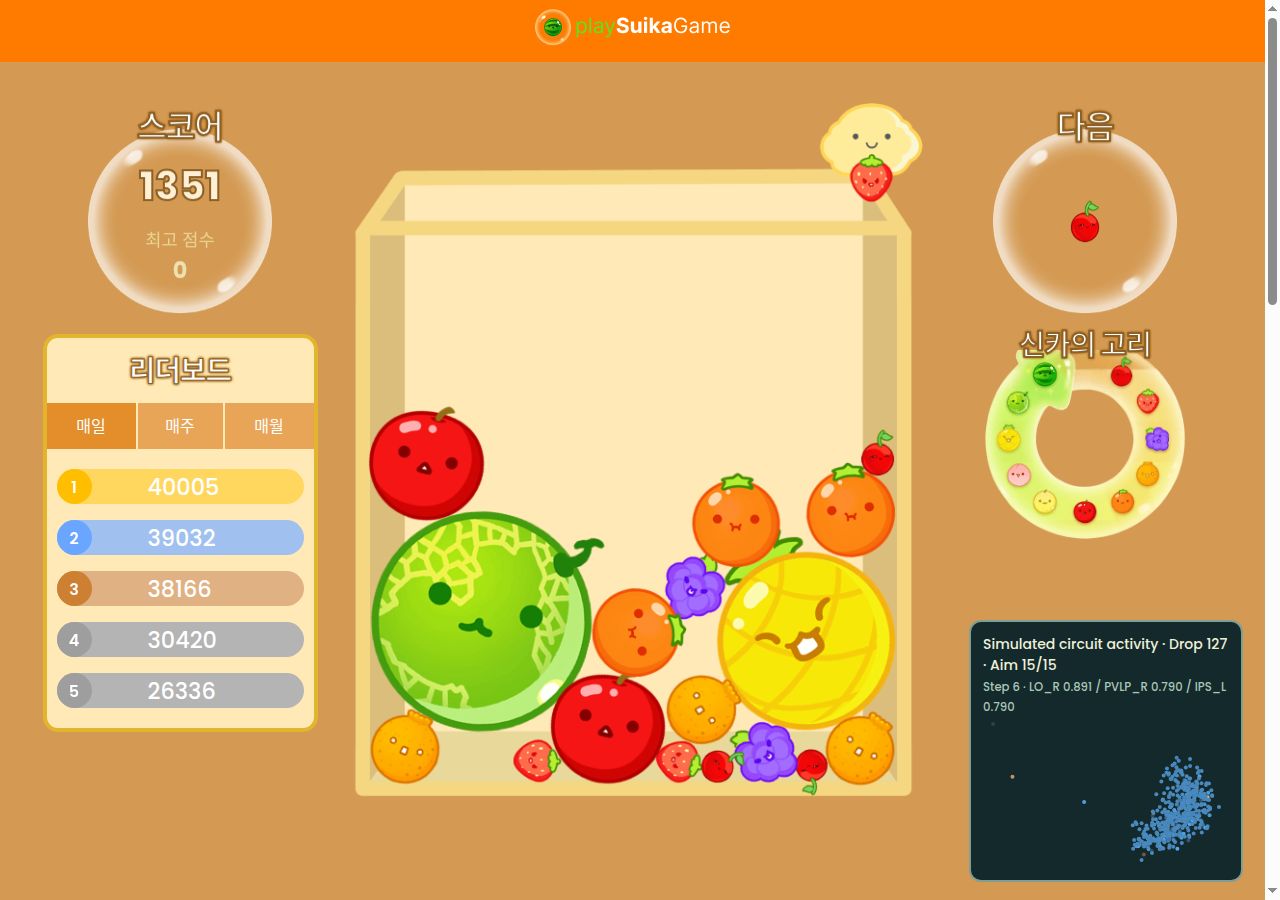 playSuikaGame
스코어
1351
최고 점수
0
다음
신카의 고리
리더보드
매일 매주 매월
1 40005
2 39032
3 38166
4 30420
5 26336
Simulated circuit activity · Drop 127
· Aim 15/15
Step 6 · LO_R 0.891 / PVLP_R 0.790 / IPS_L
0.790